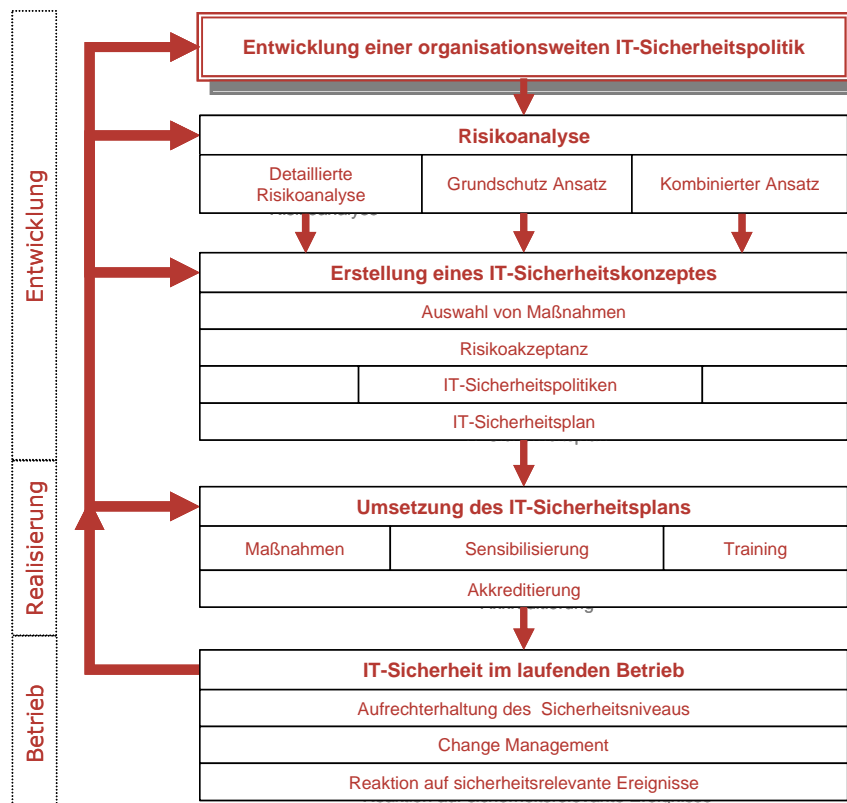 Entwicklung einer organisationsweiten IT-Sicherheitspolitik
Risikoanalyse
Detaillierte
Risikoanalyse
Grundschutz Ansatz
Kombinierter Ansatz
Erstellung eines IT-Sicherheitskonzeptes
Auswahl von Maßnahmen
Risikoakzeptanz
IT-Sicherheitspolitiken
IT-Sicherheitsplan
Entwicklung
Umsetzung des IT-Sicherheitsplans
Maßnahmen
Sensibilisierung
Training
Akkreditierung
Realisierung
IT-Sicherheit im laufenden Betrieb
Aufrechterhaltung des  Sicherheitsniveaus
Change Management
Reaktion auf sicherheitsrelevante Ereignisse
Betrieb